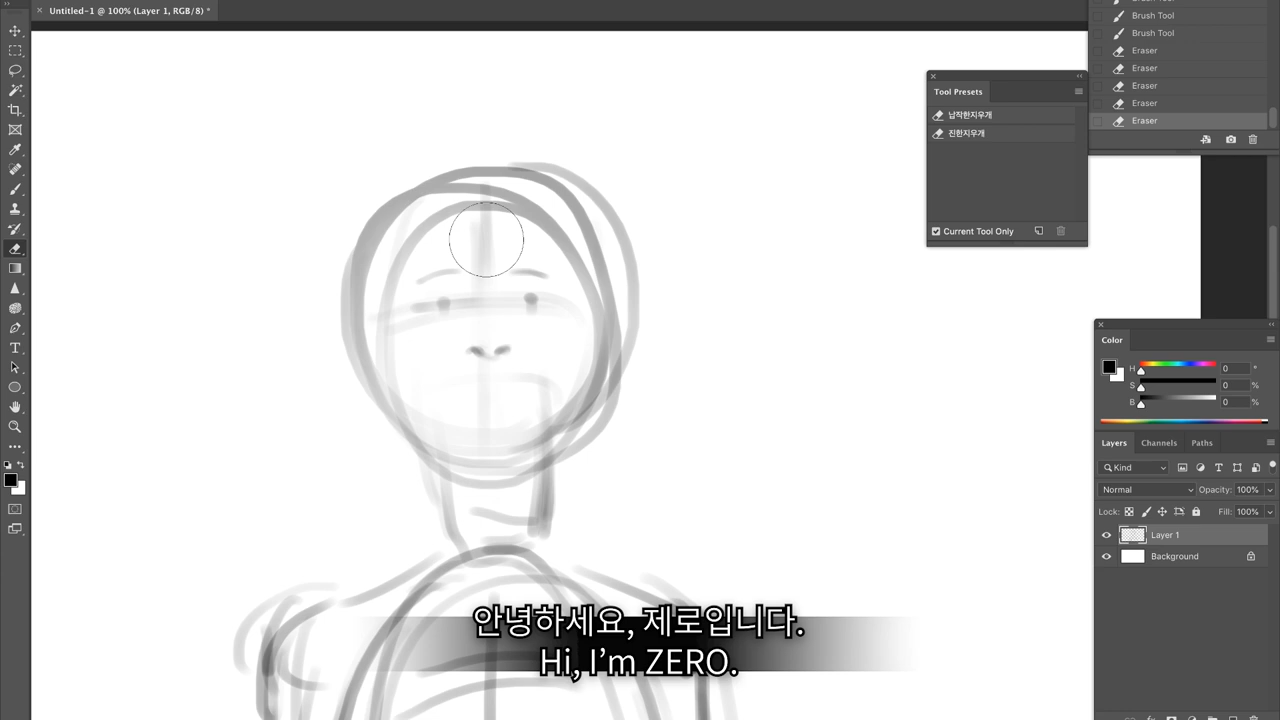 Untitled-1 @ 100% (Layer 1, RGB/8) *
Brush Tool
Brush Tool
Eraser
Eraser
Eraser
Eraser
Eraser
Tool Presets
납작한지우개
진한지우개
Current Tool Only
Color
H 0 °
S 0 %
B 0 %
Layers Channels Paths
Kind
Normal Opacity: 100%
Lock: Fill: 100%
Layer 1
Background
안녕하세요, 제로입니다.
Hi, I’m ZERO.